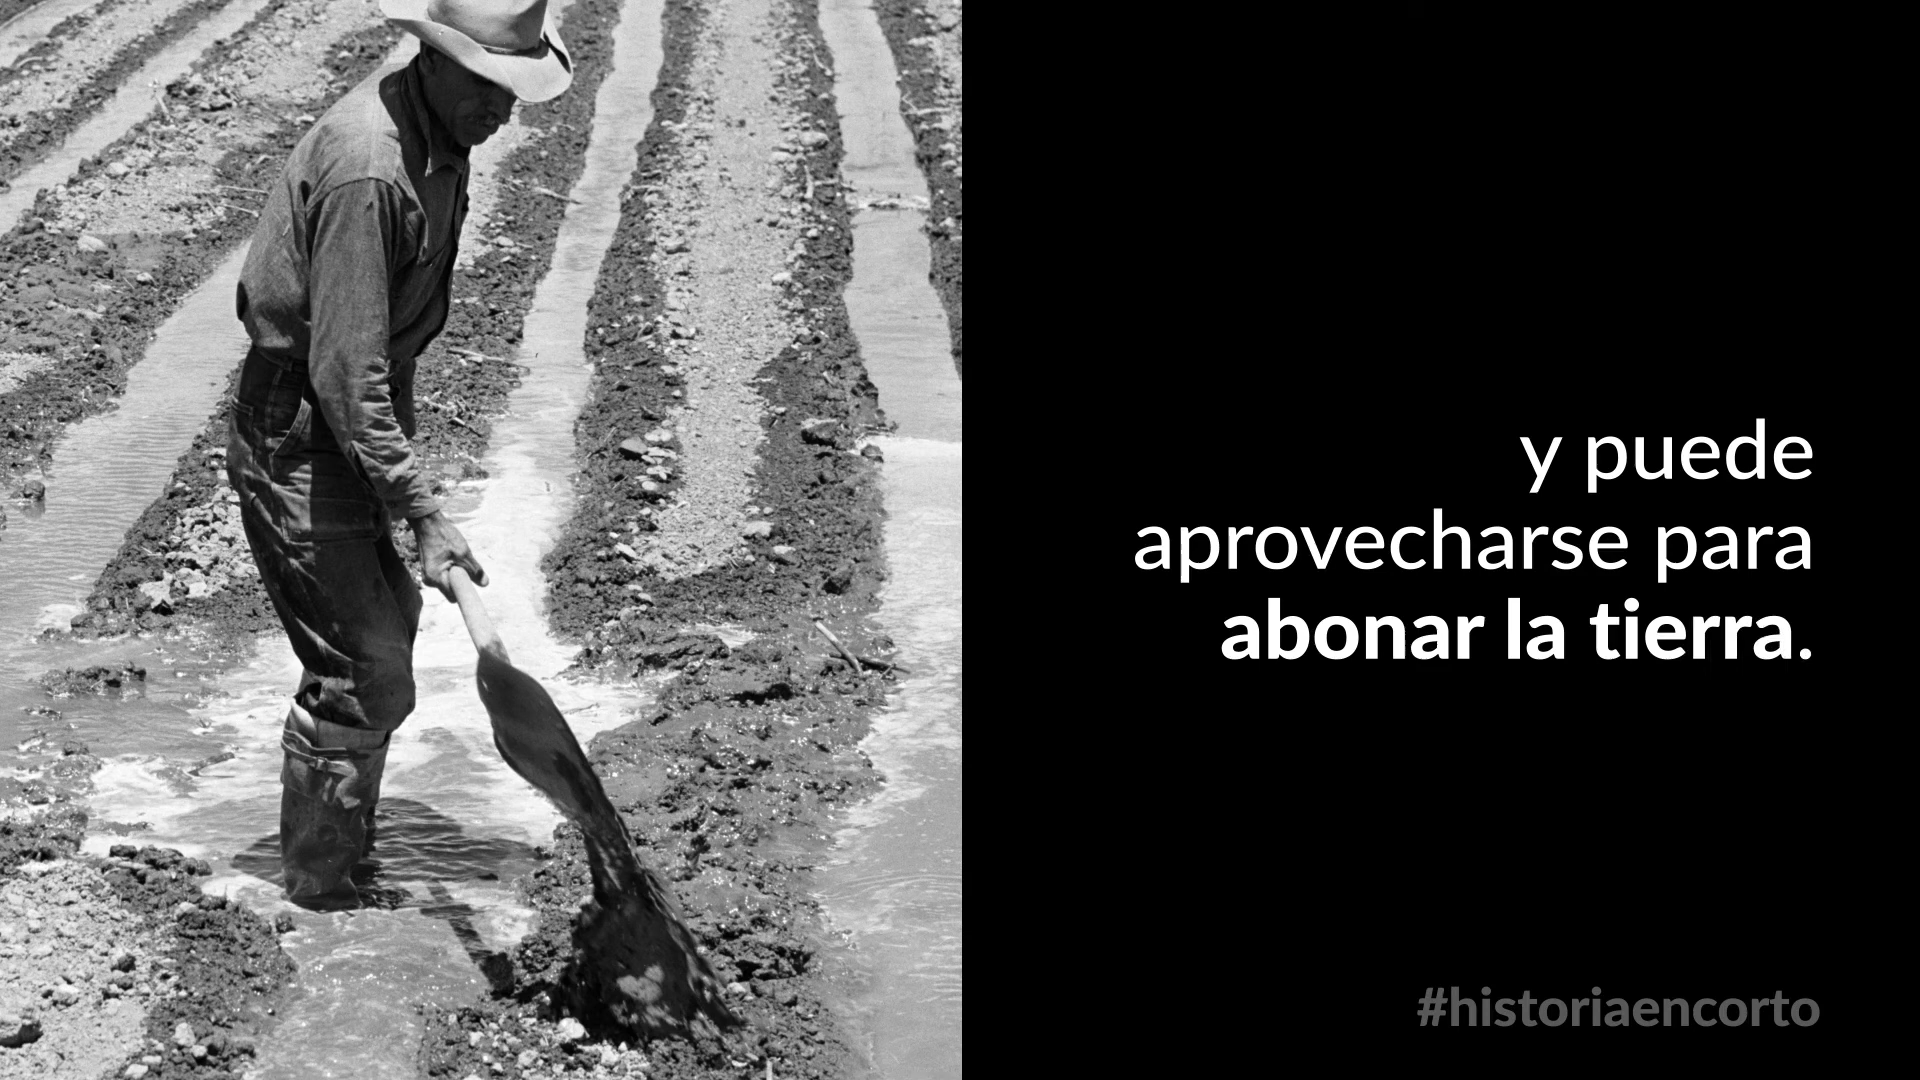 y puede
aprovecharse para
abonar la tierra.
#historiaencorto